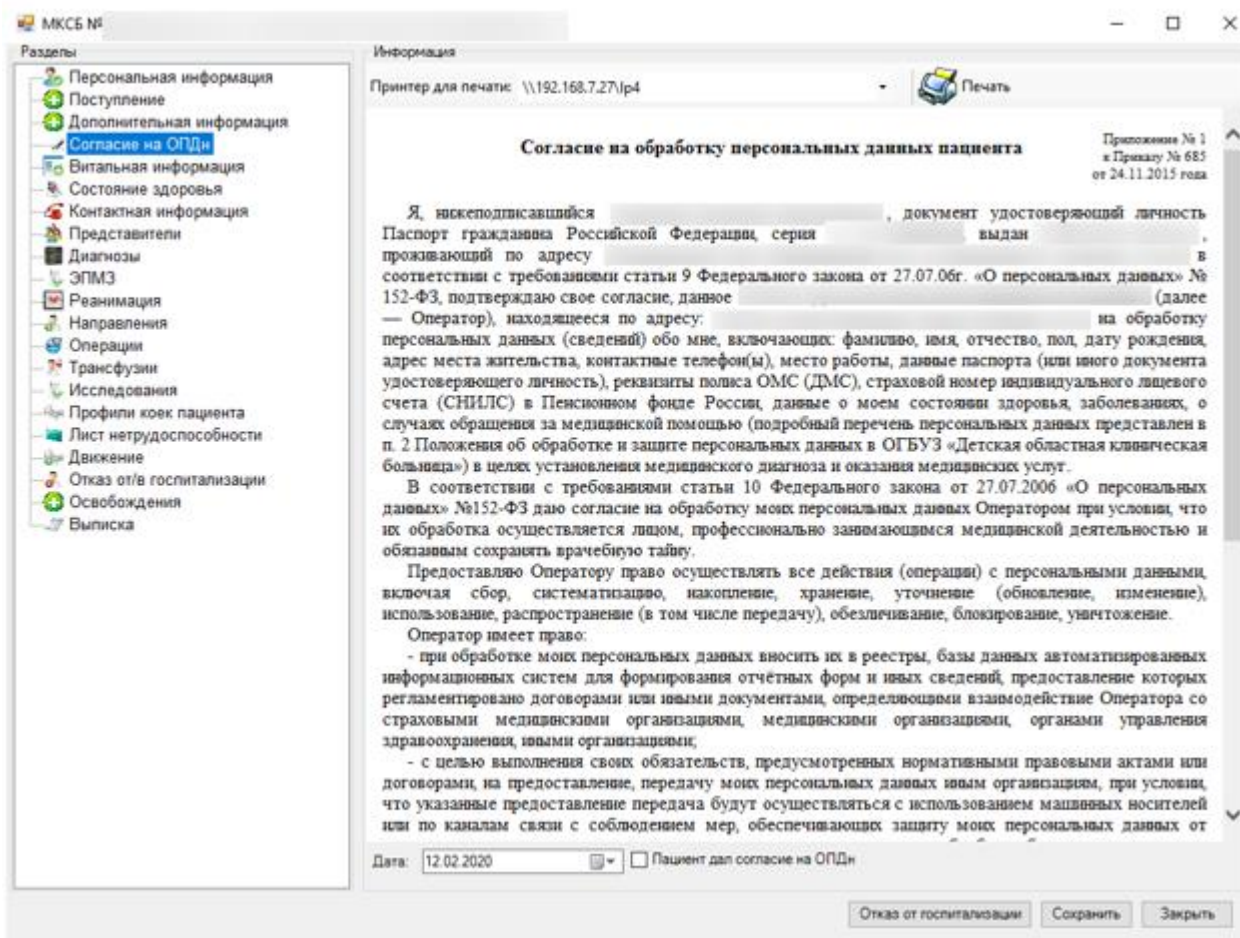 МКСБ №
Разделы
Персональная информация
Поступление
Дополнительная информация
Согласие на ОПДн
Витальная информация
Состояние здоровья
Контактная информация
Представители
Диагнозы
ЭПМЗ
Реанимация
Направления
Операции
Трансфузии
Исследования
Профили коек пациента
Лист нетрудоспособности
Движение
Отказ от/в госпитализации
Освобождения
Выписка
Информация
Принтер для печати: \\192.168.7.27\lp4
Печать
Согласие на обработку персональных данных пациента
Приложение № 1
к Приказу № 685
от 24.11.2015 года
Я, нижеподписавшийся , документ удостоверяющий личность
Паспорт гражданина Российской Федерации, серия выдан ,
проживающий по адресу в
соответствии с требованиями статьи 9 Федерального закона от 27.07.06г. «О персональных данных» №
152-ФЗ, подтверждаю свое согласие, данное (далее
— Оператор), находящееся по адресу: на обработку
персональных данных (сведений) обо мне, включающих: фамилию, имя, отчество, пол, дату рождения,
адрес места жительства, контактные телефон(ы), место работы, данные паспорта (или иного документа
удостоверяющего личность), реквизиты полиса ОМС (ДМС), страховой номер индивидуального лицевого
счета (СНИЛС) в Пенсионном фонде России, данные о моем состоянии здоровья, заболеваниях, о
случаях обращения за медицинской помощью (подробный перечень персональных данных представлен в
п. 2 Положения об обработке и защите персональных данных в ОГБУЗ «Детская областная клиническая
больница») в целях установления медицинского диагноза и оказания медицинских услуг.
В соответствии с требованиями статьи 10 Федерального закона от 27.07.2006 «О персональных
данных» №152-ФЗ даю согласие на обработку моих персональных данных Оператором при условии, что
их обработка осуществляется лицом, профессионально занимающимся медицинской деятельностью и
обязанным сохранять врачебную тайну.
Предоставляю Оператору право осуществлять все действия (операции) с персональными данными,
включая сбор, систематизацию, накопление, хранение, уточнение (обновление, изменение),
использование, распространение (в том числе передачу), обезличивание, блокирование, уничтожение.
Оператор имеет право:
- при обработке моих персональных данных вносить их в реестры, базы данных автоматизированных
информационных систем для формирования отчётных форм и иных сведений, предоставление которых
регламентировано договорами или иными документами, определяющими взаимодействие Оператора со
страховыми медицинскими организациями, медицинскими организациями, органами управления
здравоохранения, иными организациями;
- с целью выполнения своих обязательств, предусмотренных нормативными правовыми актами или
договорами, на предоставление, передачу моих персональных данных иным организациям, при условии,
что указанные предоставление передача будут осуществляться с использованием машинных носителей
или по каналам связи с соблюдением мер, обеспечивающих защиту моих персональных данных от
Дата: 12.02.2020
Пациент дал согласие на ОПДн
Отказ от госпитализации
Сохранить
Закрыть